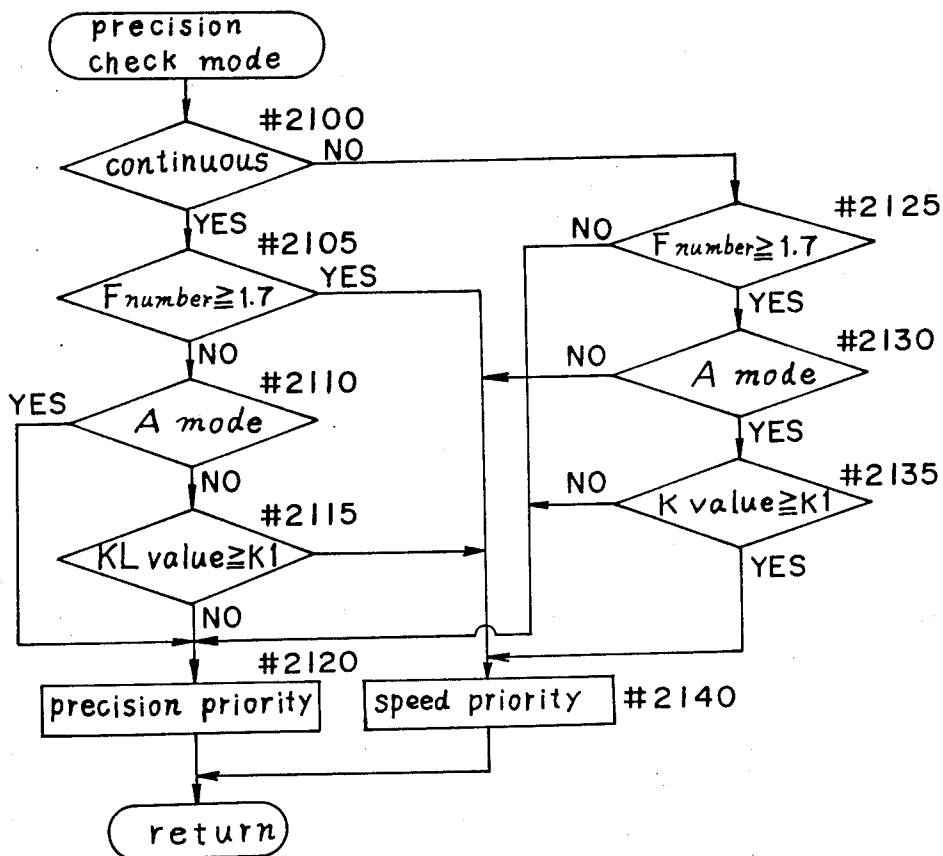 precision
check mode
#2100
continuous
NO
YES
#2105
Fnumber≧1.7
YES
NO
#2110
YES
A mode
NO
#2115
KL value≧K1
NO
#2120
precision priority
#2125
NO
Fnumber≧1.7
YES
#2130
NO
A mode
YES
#2135
NO
K value≧K1
YES
speed priority
#2140
return